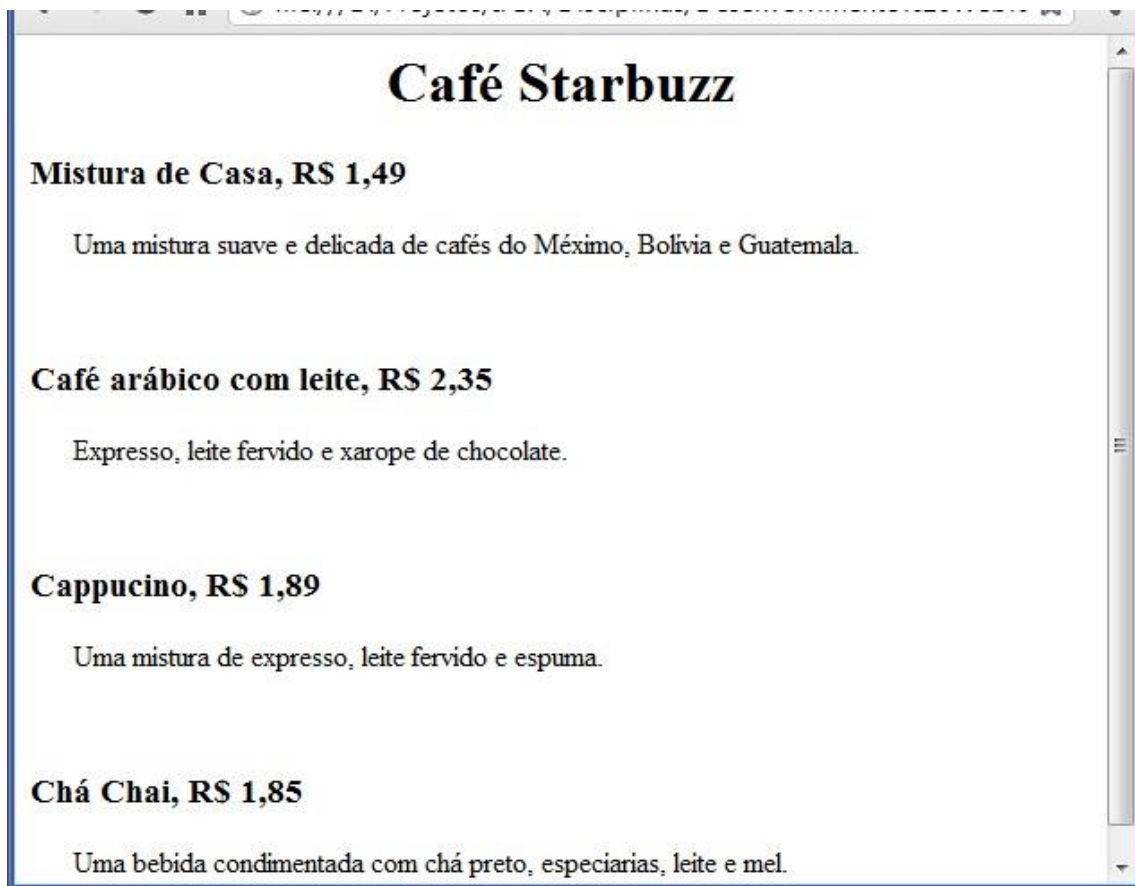 Café Starbuzz
Mistura de Casa, R$ 1,49
Uma mistura suave e delicada de cafés do Méximo, Bolívia e Guatemala.
Café arábico com leite, R$ 2,35
Expresso, leite fervido e xarope de chocolate.
Cappucino, R$ 1,89
Uma mistura de expresso, leite fervido e espuma.
Chá Chai, R$ 1,85
Uma bebida condimentada com chá preto, especiarias, leite e mel.